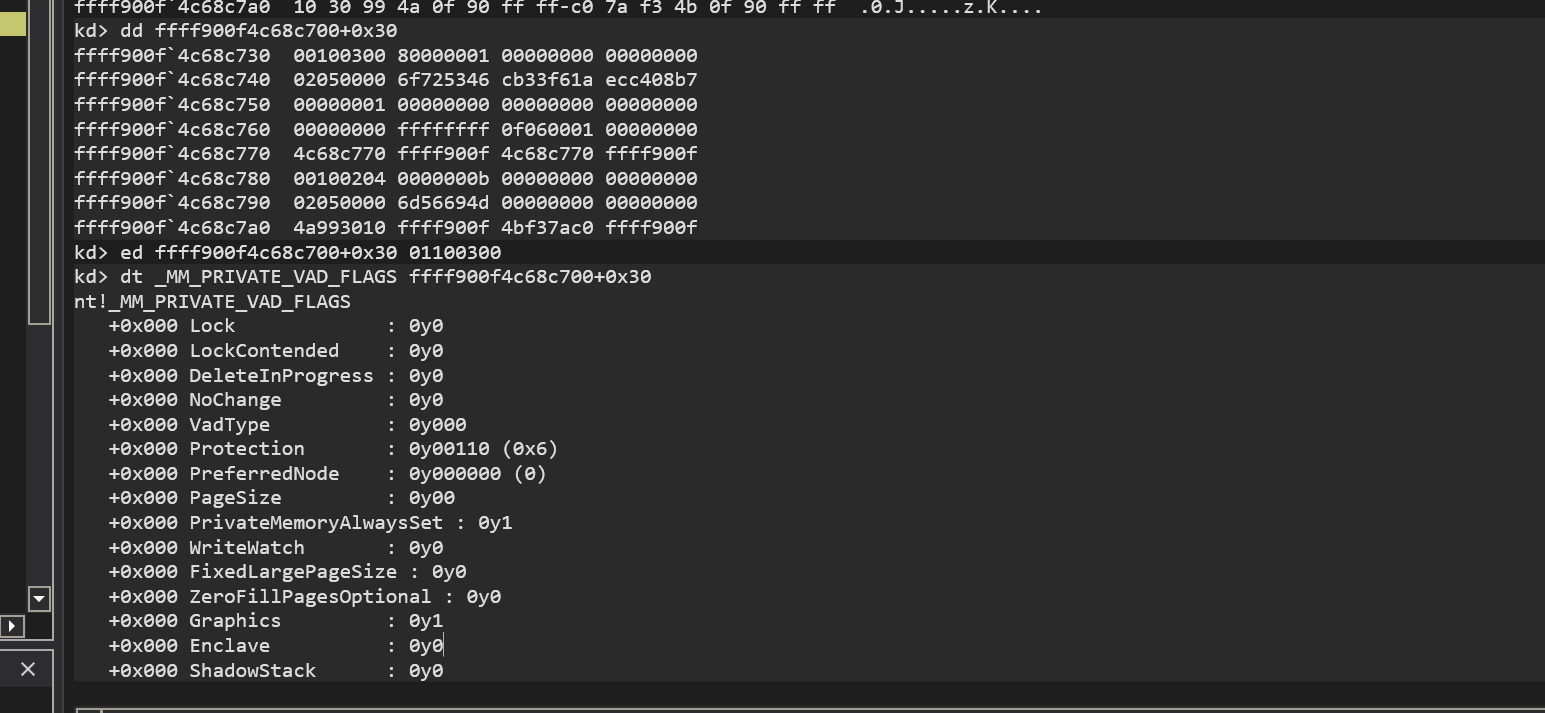 ffff900f`4c68c7a0  10 30 99 4a 0f 90 ff ff-c0 7a f3 4b 0f 90 ff ff  .0.J.....z.K....
kd> dd ffff900f4c68c700+0x30
ffff900f`4c68c730  00100300 80000001 00000000 00000000
ffff900f`4c68c740  02050000 6f725346 cb33f61a ecc408b7
ffff900f`4c68c750  00000001 00000000 00000000 00000000
ffff900f`4c68c760  00000000 ffffffff 0f060001 00000000
ffff900f`4c68c770  4c68c770 ffff900f 4c68c770 ffff900f
ffff900f`4c68c780  00100204 0000000b 00000000 00000000
ffff900f`4c68c790  02050000 6d56694d 00000000 00000000
ffff900f`4c68c7a0  4a993010 ffff900f 4bf37ac0 ffff900f
kd> ed ffff900f4c68c700+0x30 01100300
kd> dt _MM_PRIVATE_VAD_FLAGS ffff900f4c68c700+0x30
nt!_MM_PRIVATE_VAD_FLAGS
   +0x000 Lock             : 0y0
   +0x000 LockContended    : 0y0
   +0x000 DeleteInProgress : 0y0
   +0x000 NoChange         : 0y0
   +0x000 VadType          : 0y000
   +0x000 Protection       : 0y00110 (0x6)
   +0x000 PreferredNode    : 0y000000 (0)
   +0x000 PageSize         : 0y00
   +0x000 PrivateMemoryAlwaysSet : 0y1
   +0x000 WriteWatch       : 0y0
   +0x000 FixedLargePageSize : 0y0
   +0x000 ZeroFillPagesOptional : 0y0
   +0x000 Graphics         : 0y1
   +0x000 Enclave          : 0y0
   +0x000 ShadowStack      : 0y0